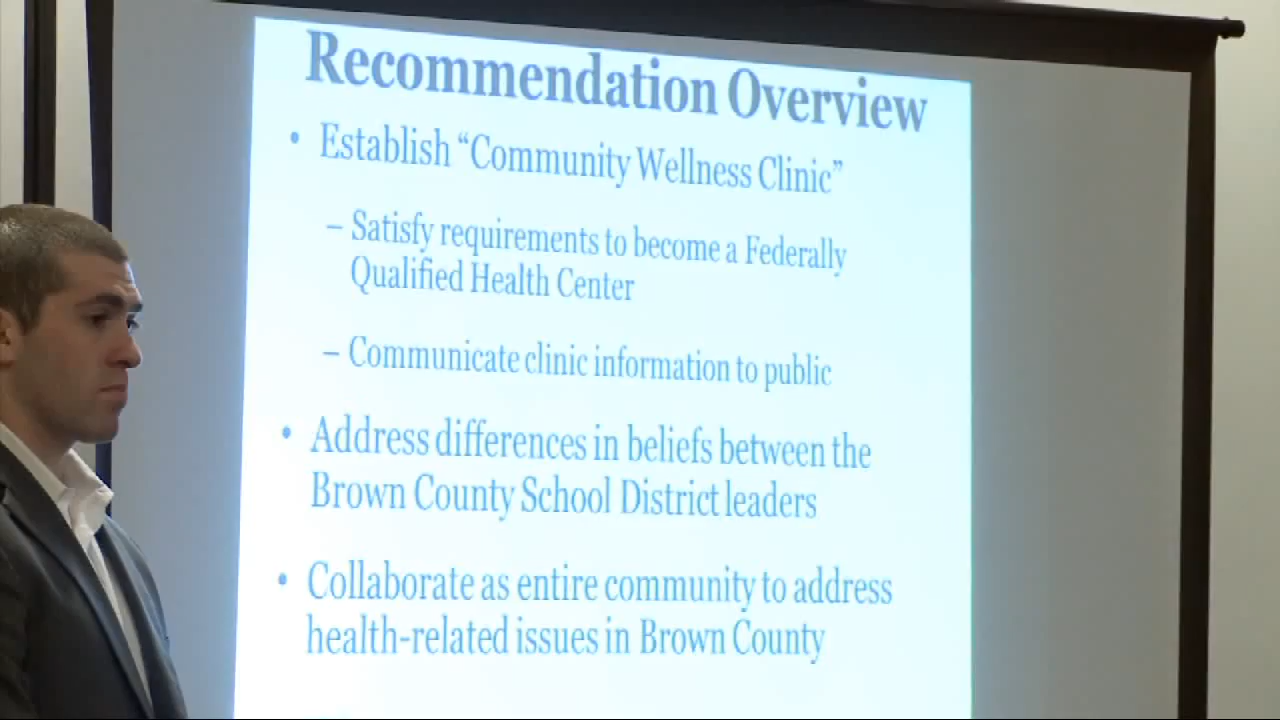 Recommendation Overview
• Establish “Community Wellness Clinic”
– Satisfy requirements to become a Federally
Qualified Health Center
– Communicate clinic information to public
• Address differences in beliefs between the
Brown County School District leaders
• Collaborate as entire community to address
health-related issues in Brown County